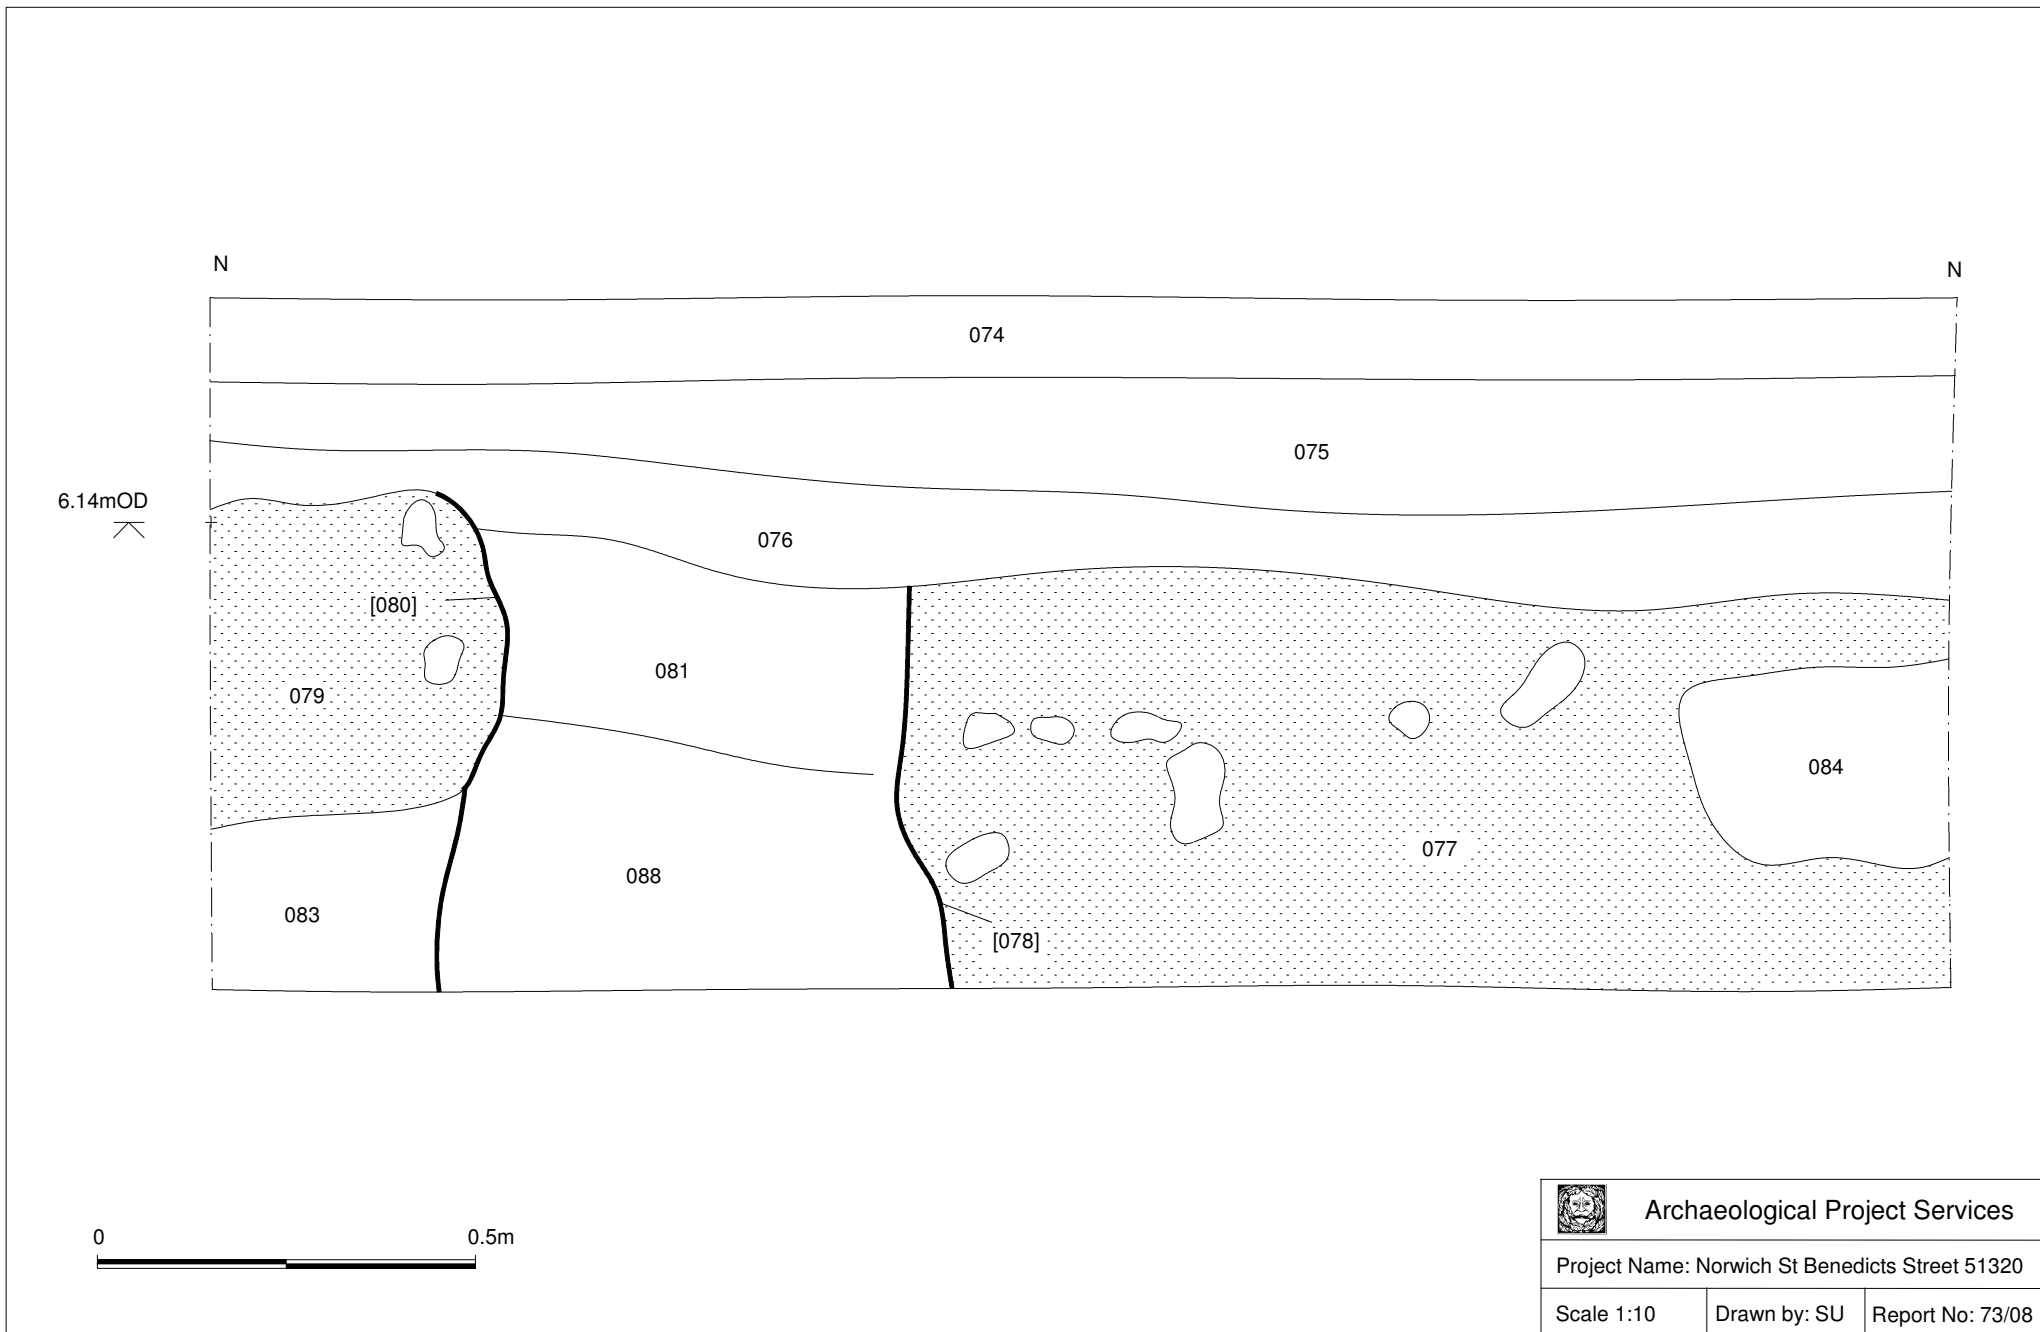 N
N
074
075
6.14mOD
076
[080]
081
079
084
077
088
083
[078]
0
0.5m
Archaeological Project Services
Project Name: Norwich St Benedicts Street 51320
Scale 1:10
Drawn by: SU
Report No: 73/08